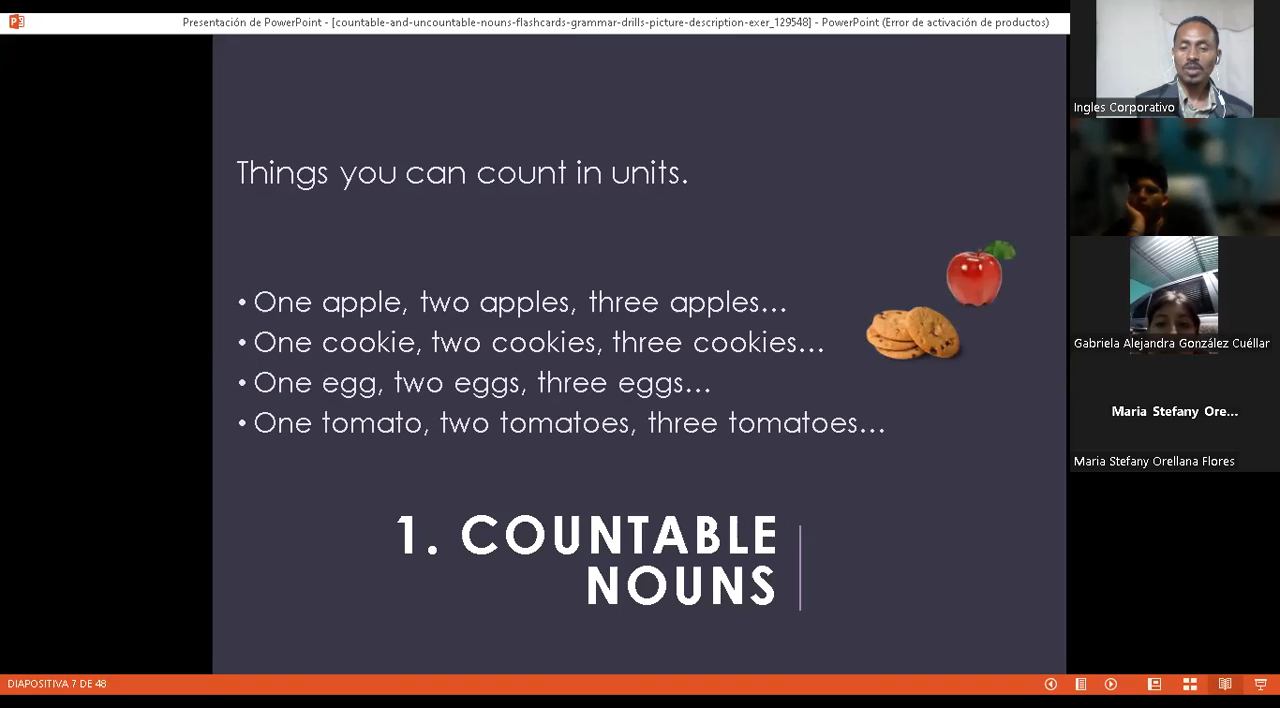 Presentación de PowerPoint - [countable-and-uncountable-nouns-flashcards-grammar-drills-picture-description-exer_129548] - PowerPoint (Error de activación de productos)
Things you can count in units.
• One apple, two apples, three apples...
• One cookie, two cookies, three cookies...
• One egg, two eggs, three eggs...
• One tomato, two tomatoes, three tomatoes...
1. COUNTABLE
NOUNS
DIAPOSITIVA 7 DE 48
Ingles Corporativo
Gabriela Alejandra González Cuéllar
Maria Stefany Ore...
Maria Stefany Orellana Flores